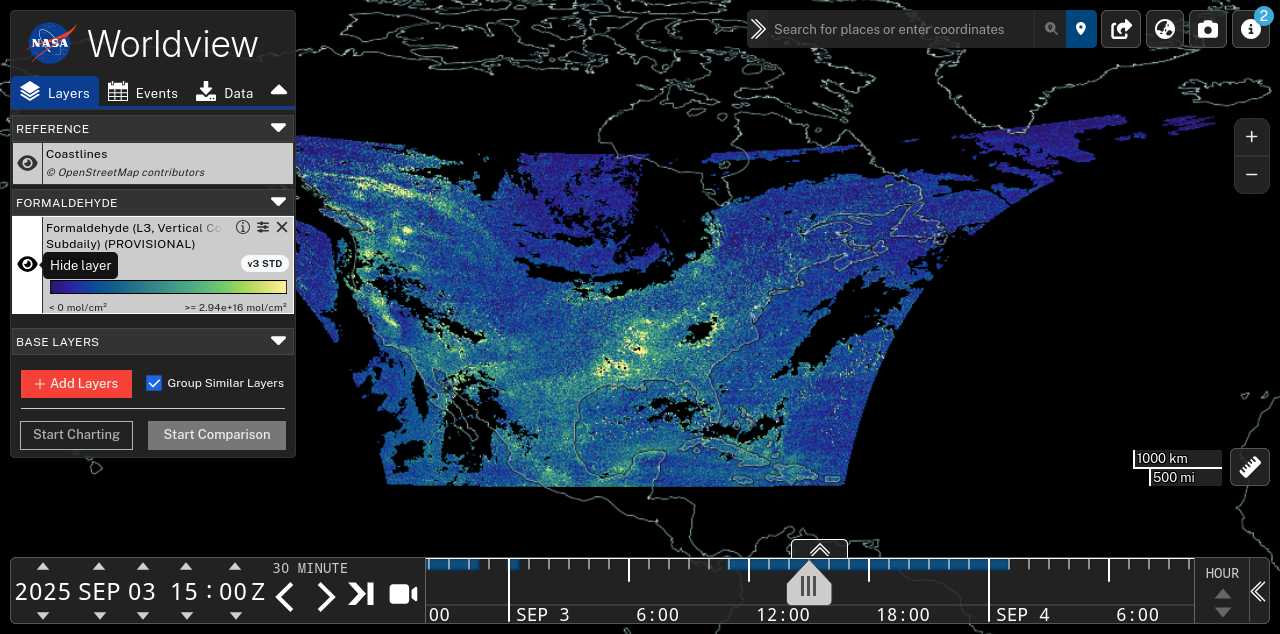 NASA
Worldview
Layers
Events
Data
REFERENCE
Coastlines
© OpenStreetMap contributors
FORMALDEHYDE
Formaldehyde (L3, Vertical Co
Subdaily) (PROVISIONAL)
Hide layer
v3 STD
< 0 mol/cm² >= 2.94e+16 mol/cm²
BASE LAYERS
+ Add Layers
Group Similar Layers
Start Charting
Start Comparison
Search for places or enter coordinates
2
+
−
1000 km
500 mi
2025 SEP 03 15 : 00 Z
30 MINUTE
00 SEP 3 6:00 12:00 18:00 SEP 4 6:00
HOUR